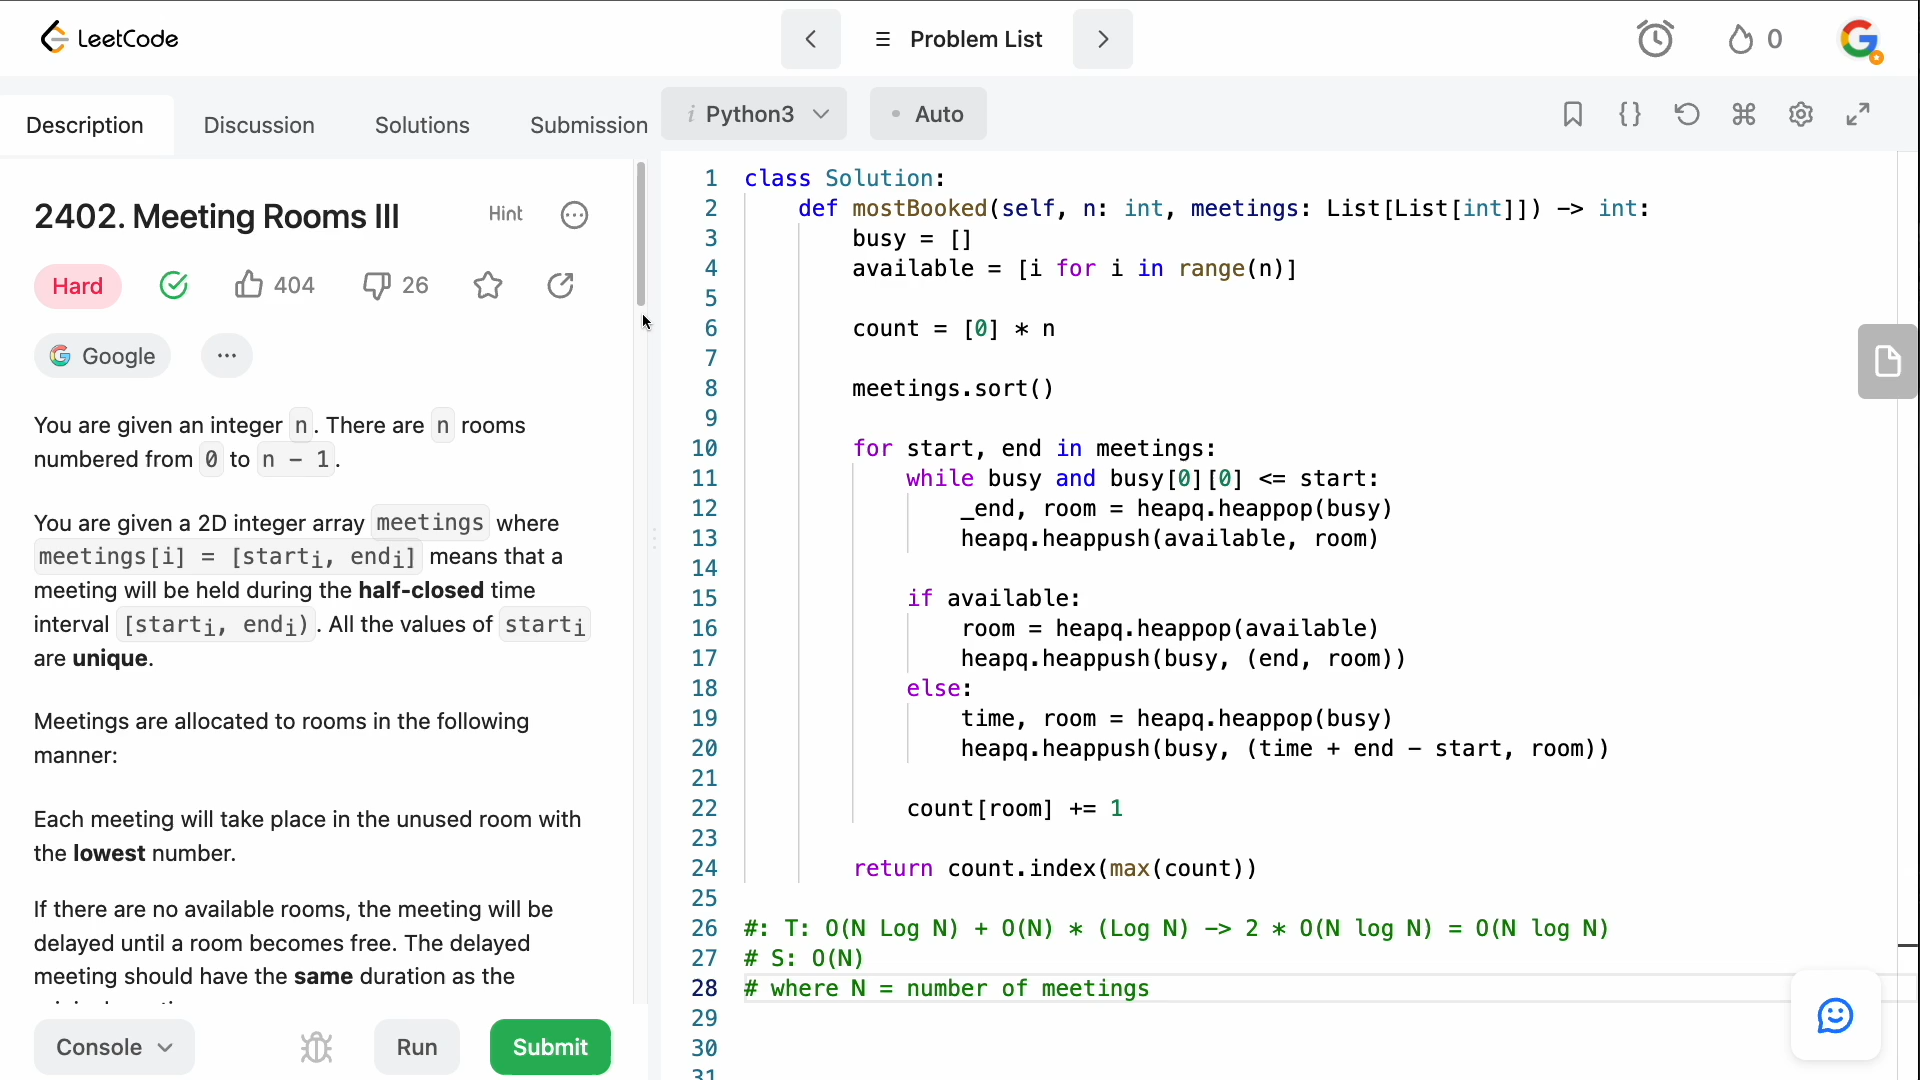 LeetCode
Problem List
0
Description Discussion Solutions Submission
i Python3 • Auto
2402. Meeting Rooms III Hint
Hard 404 26
Google ...
You are given an integer n. There are n rooms
numbered from 0 to n - 1.
You are given a 2D integer array meetings where
meetings[i] = [starti, endi] means that a
meeting will be held during the half-closed time
interval [starti, endi). All the values of starti
are unique.
Meetings are allocated to rooms in the following
manner:
Each meeting will take place in the unused room with
the lowest number.
If there are no available rooms, the meeting will be
delayed until a room becomes free. The delayed
meeting should have the same duration as the
Console Run Submit
1 class Solution:
2 def mostBooked(self, n: int, meetings: List[List[int]]) -> int:
3 busy = []
4 available = [i for i in range(n)]
5
6 count = [0] * n
7
8 meetings.sort()
9
10 for start, end in meetings:
11 while busy and busy[0][0] <= start:
12 _end, room = heapq.heappop(busy)
13 heapq.heappush(available, room)
14
15 if available:
16 room = heapq.heappop(available)
17 heapq.heappush(busy, (end, room))
18 else:
19 time, room = heapq.heappop(busy)
20 heapq.heappush(busy, (time + end - start, room))
21
22 count[room] += 1
23
24 return count.index(max(count))
25
26 #: T: O(N Log N) + O(N) * (Log N) -> 2 * O(N log N) = O(N log N)
27 # S: O(N)
28 # where N = number of meetings
29
30
31